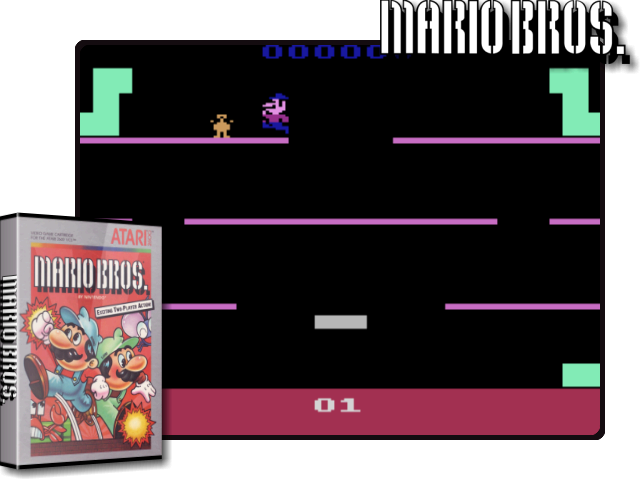 MARIO BROS.
00000
ATARI
MARIO BROS.
EXCITING TWO-PLAYER ACTION!
MARIO BROS.
01